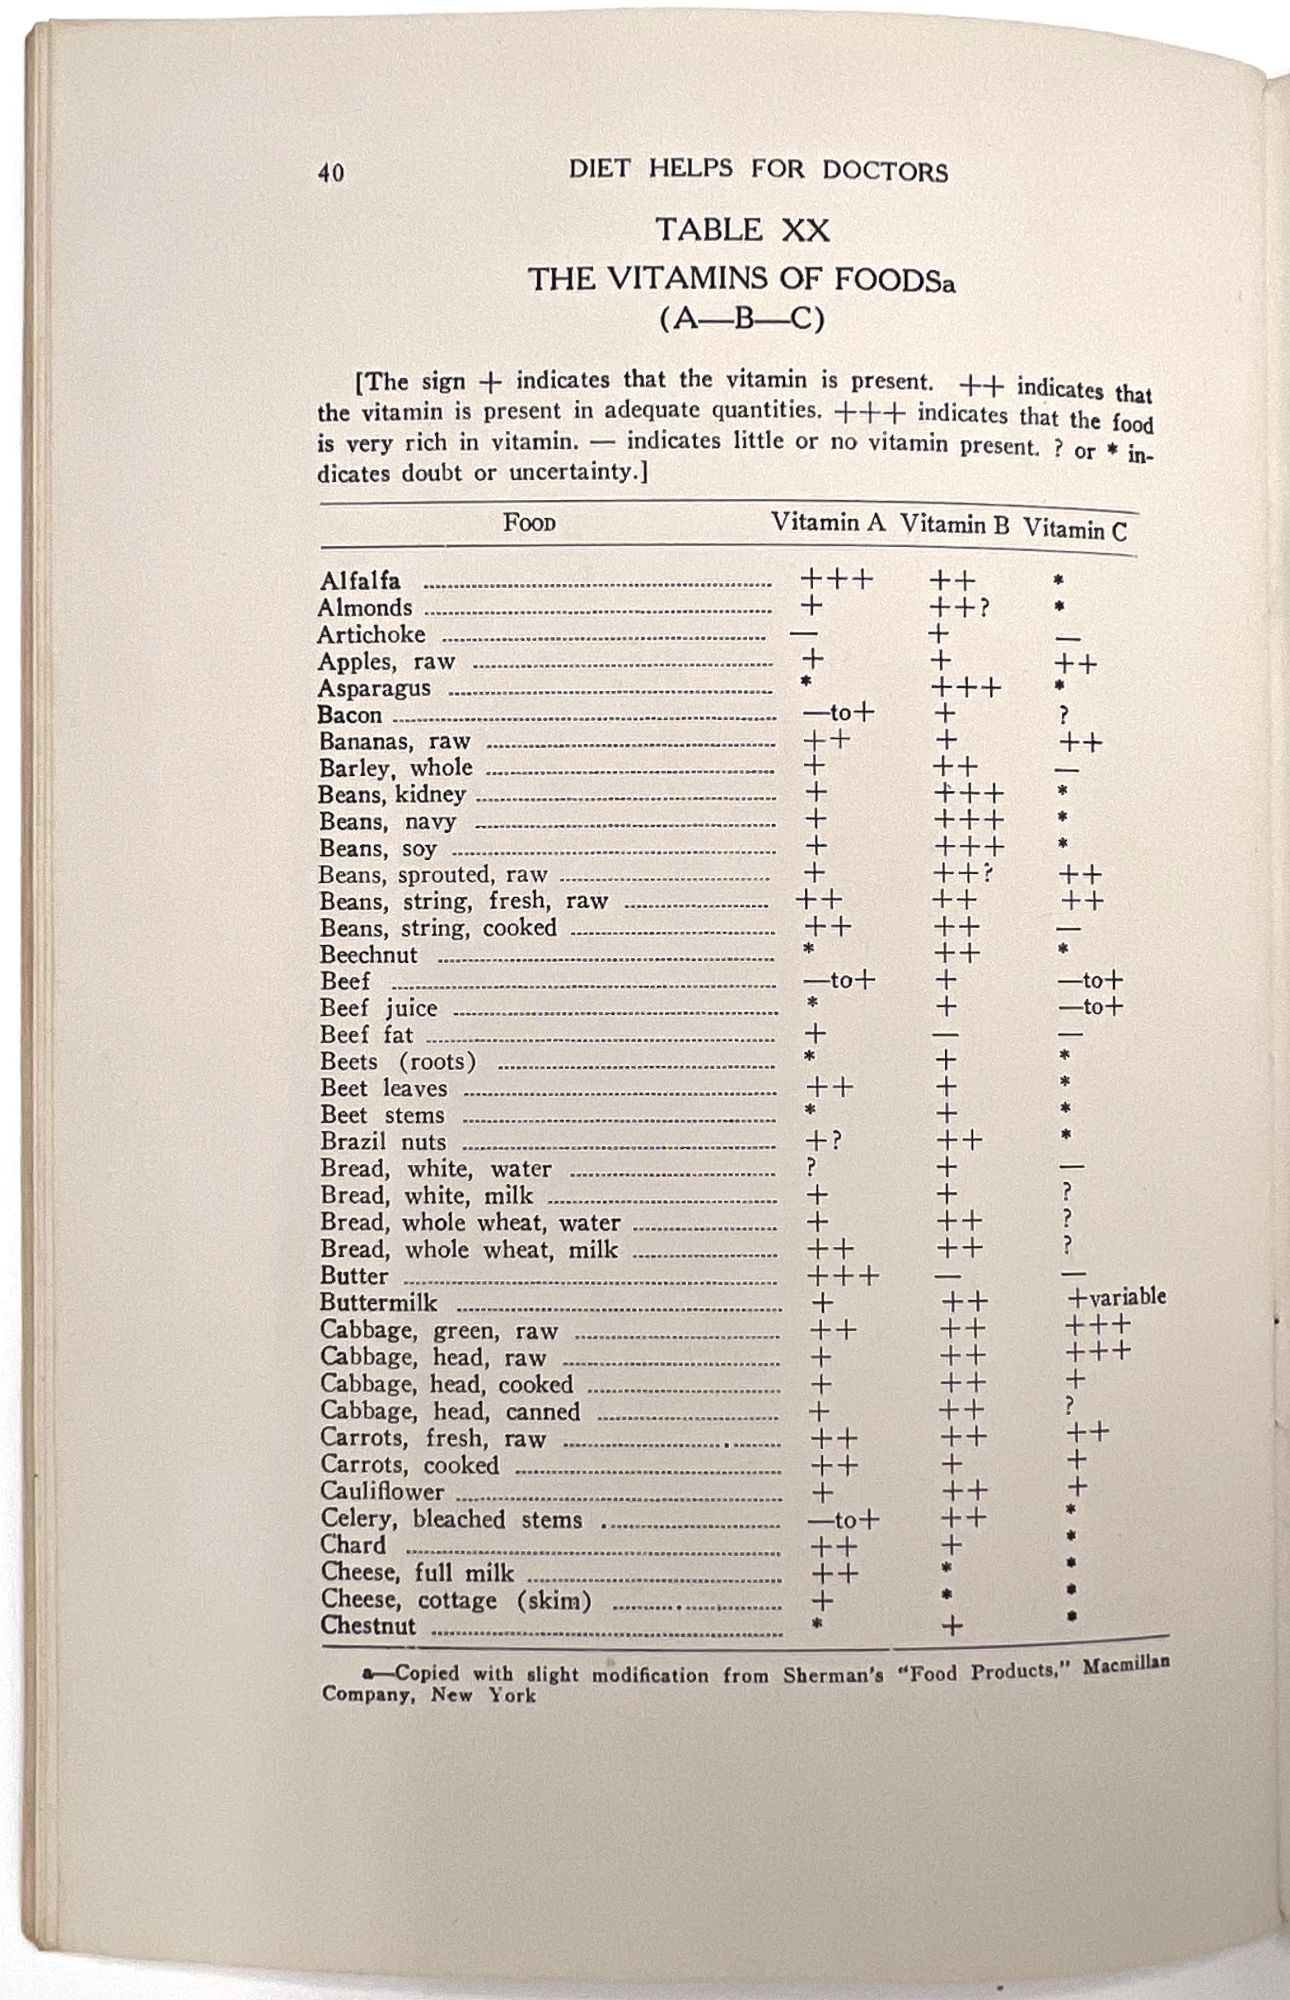 40 DIET HELPS FOR DOCTORS
TABLE XX
THE VITAMINS OF FOODSa
(A—B—C)
[The sign + indicates that the vitamin is present. ++ indicates that
the vitamin is present in adequate quantities. +++ indicates that the food
is very rich in vitamin. — indicates little or no vitamin present. ? or * in-
dicates doubt or uncertainty.]
FOOD Vitamin A Vitamin B Vitamin C
Alfalfa +++ ++ *
Almonds + ++? *
Artichoke — + —
Apples, raw + + ++
Asparagus * +++ *
Bacon —to+ + ?
Bananas, raw ++ + ++
Barley, whole + ++ —
Beans, kidney + +++ *
Beans, navy + +++ *
Beans, soy + +++ *
Beans, sprouted, raw + ++? ++
Beans, string, fresh, raw ++ ++ ++
Beans, string, cooked ++ ++ —
Beechnut * ++ *
Beef —to+ + —to+
Beef juice * + —to+
Beef fat + — —
Beets (roots) * + *
Beet leaves ++ + *
Beet stems * + *
Brazil nuts +? ++ *
Bread, white, water ? + —
Bread, white, milk + + ?
Bread, whole wheat, water + ++ ?
Bread, whole wheat, milk ++ ++ ?
Butter +++ — —
Buttermilk + ++ +variable
Cabbage, green, raw ++ ++ +++
Cabbage, head, raw + ++ +++
Cabbage, head, cooked + ++ +
Cabbage, head, canned + ++ ?
Carrots, fresh, raw ++ ++ ++
Carrots, cooked ++ + +
Cauliflower + ++ +
Celery, bleached stems —to+ ++ *
Chard ++ + *
Cheese, full milk ++ * *
Cheese, cottage (skim) + * *
Chestnut * + *
a—Copied with slight modification from Sherman's "Food Products," Macmillan
Company, New York